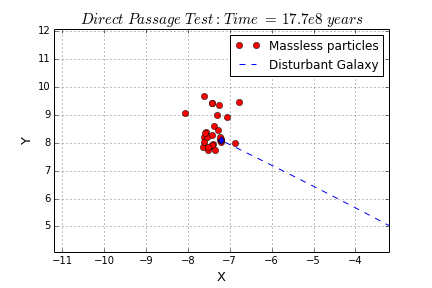 Direct Passage Test : Time = 17.7e8 years
Massless particles
Disturbant Galaxy
12
11
10
9
8
7
6
5
Y
−11 −10 −9 −8 −7 −6 −5 −4
X